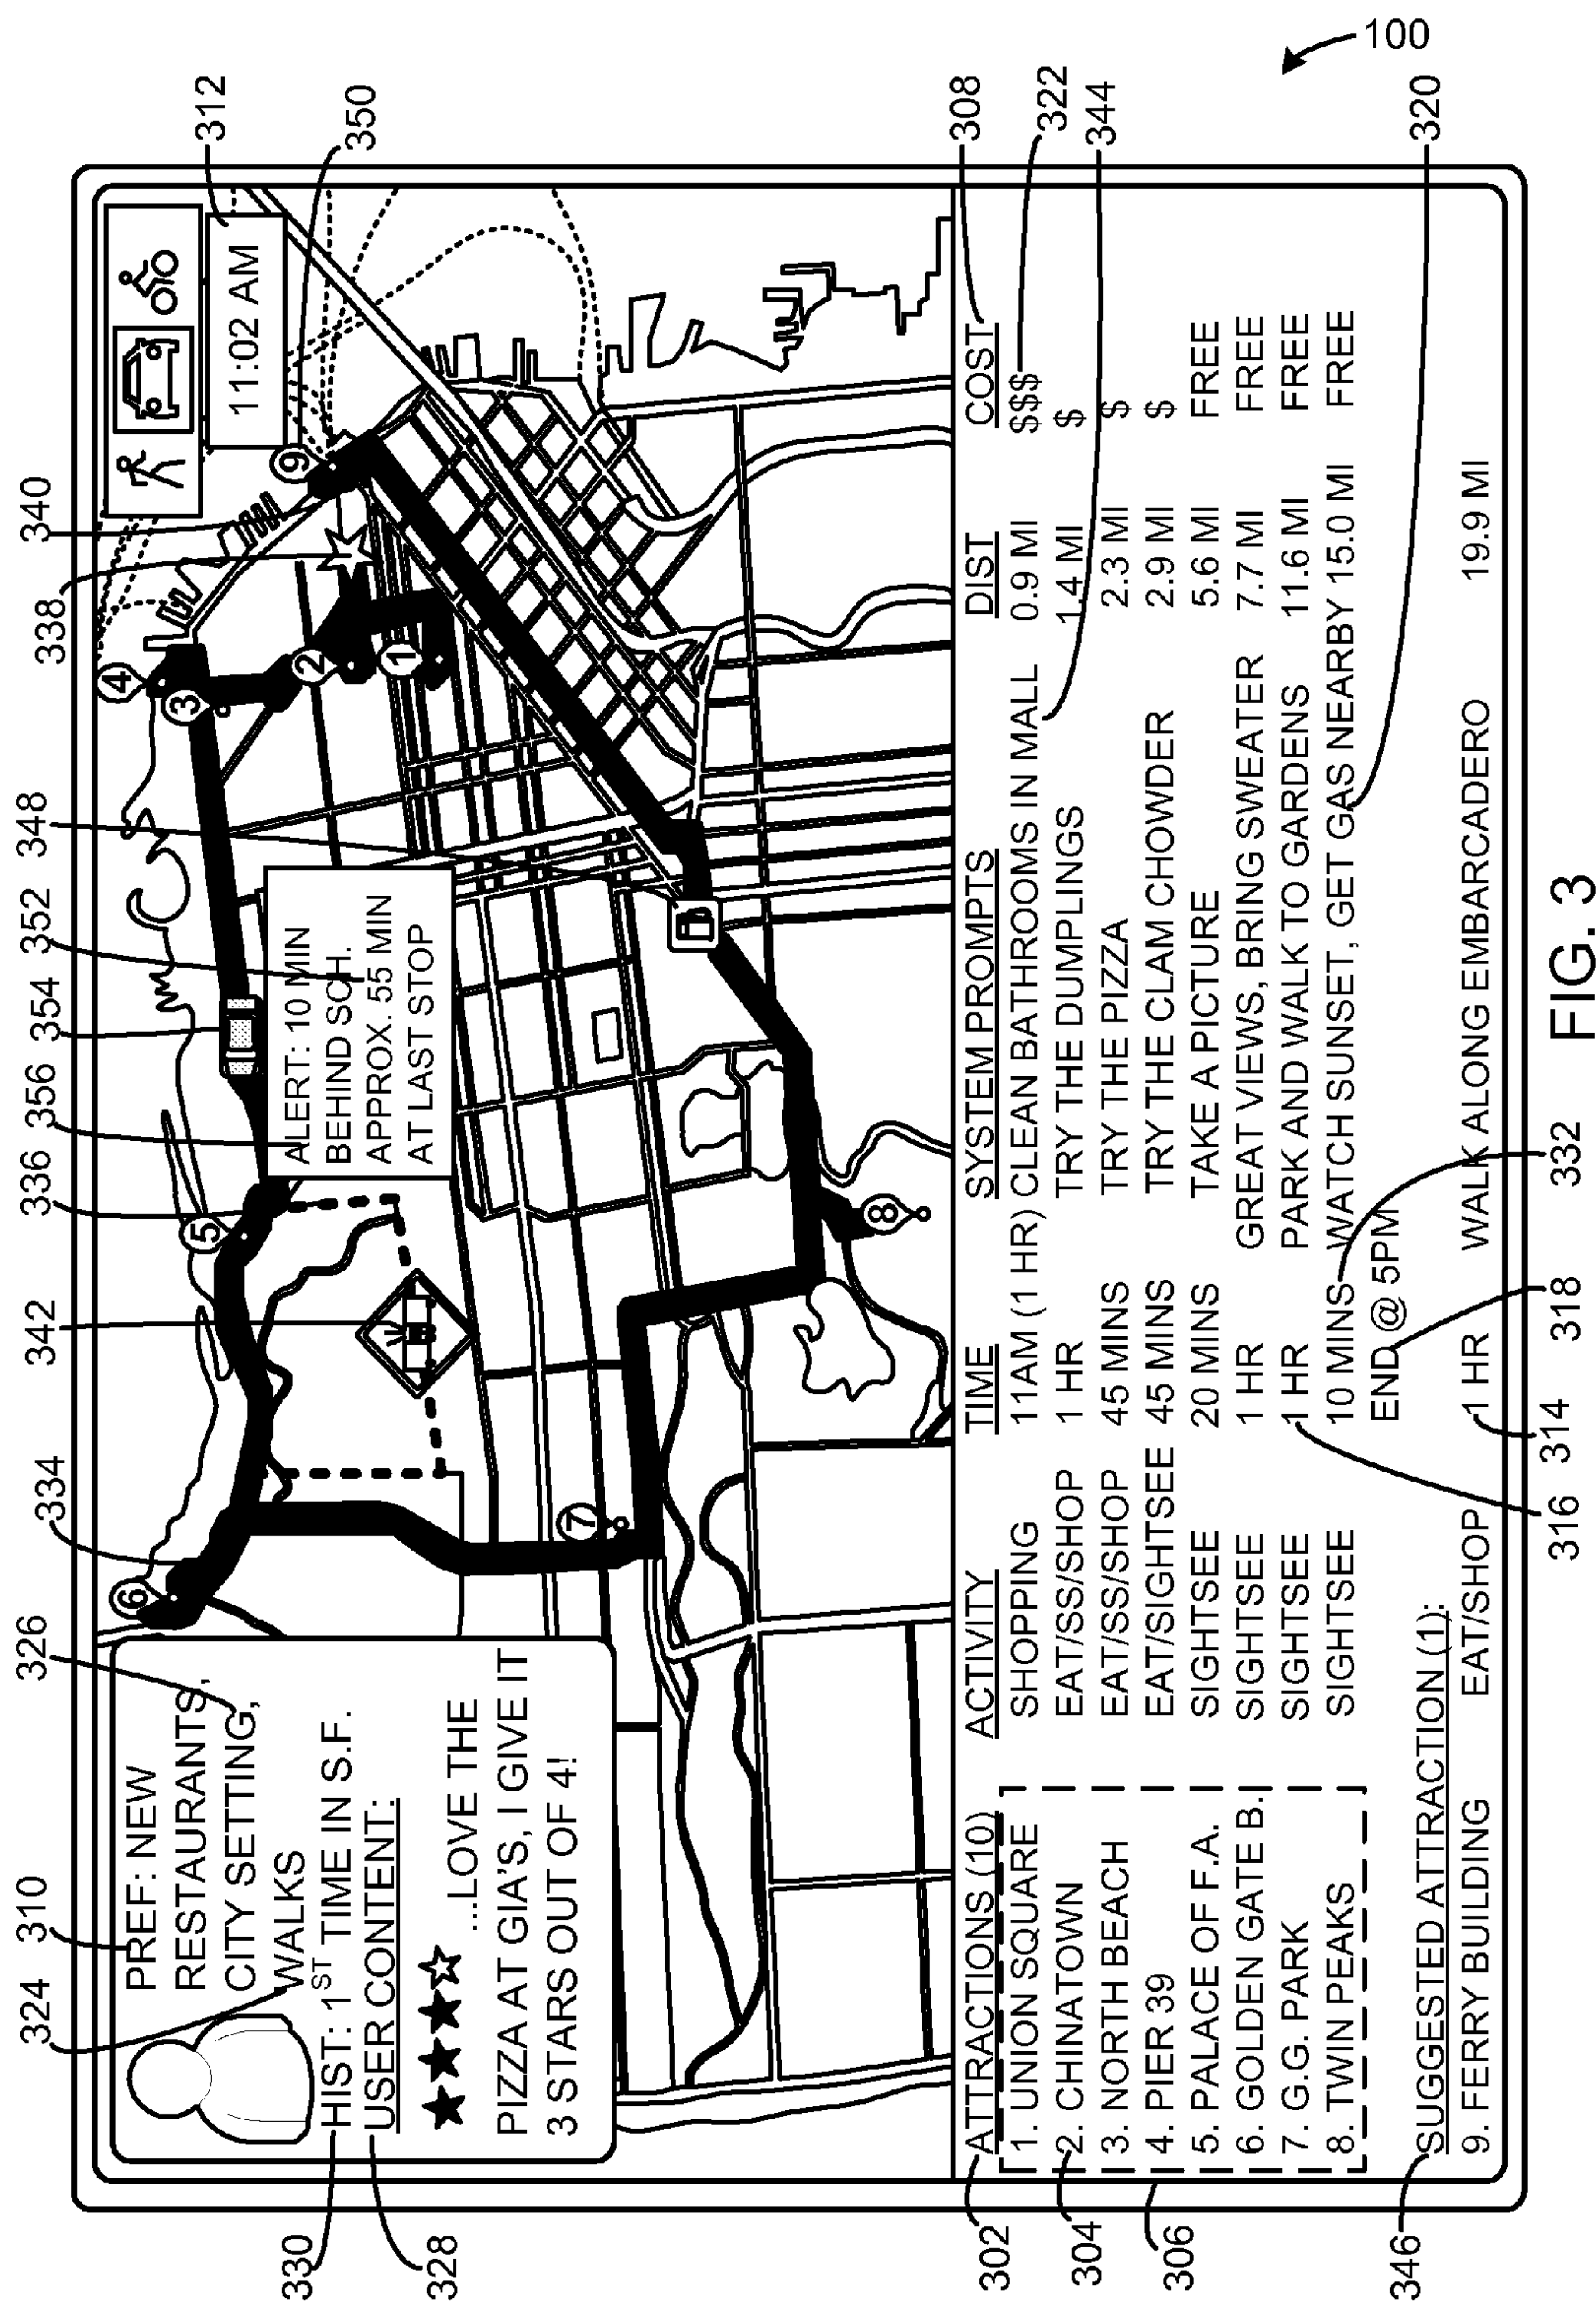 100
340
338
348
352
354
356
336
342
334
326
310
324
312
350
PREF: NEW
RESTAURANTS,
CITY SETTING,
WALKS
HIST: 1ST TIME IN S.F.
USER CONTENT:
...LOVE THE
PIZZA AT GIA'S, I GIVE IT
3 STARS OUT OF 4!
11:02 AM
ALERT: 10 MIN
BEHIND SCH.
APPROX. 55 MIN
AT LAST STOP
1
2
3
4
5
6
7
8
9
330
328
308
322
344
320
ATTRACTIONS (10) ACTIVITY TIME SYSTEM PROMPTS DIST COST
1. UNION SQUARE SHOPPING 11AM (1 HR) CLEAN BATHROOMS IN MALL 0.9 MI $$$
2. CHINATOWN EAT/SS/SHOP 1 HR TRY THE DUMPLINGS 1.4 MI $
3. NORTH BEACH EAT/SS/SHOP 45 MINS TRY THE PIZZA 2.3 MI $
4. PIER 39 EAT/SIGHTSEE 45 MINS TRY THE CLAM CHOWDER 2.9 MI $
5. PALACE OF F.A. SIGHTSEE 20 MINS TAKE A PICTURE 5.6 MI FREE
6. GOLDEN GATE B. SIGHTSEE 1 HR GREAT VIEWS, BRING SWEATER 7.7 MI FREE
7. G.G. PARK SIGHTSEE 1 HR PARK AND WALK TO GARDENS 11.6 MI FREE
8. TWIN PEAKS SIGHTSEE 10 MINS WATCH SUNSET, GET GAS NEARBY 15.0 MI FREE
END @ 5PM
SUGGESTED ATTRACTION (1):
9. FERRY BUILDING EAT/SHOP 1 HR WALK ALONG EMBARCADERO 19.9 MI
302
304
306
346
316
314
318
332
FIG. 3